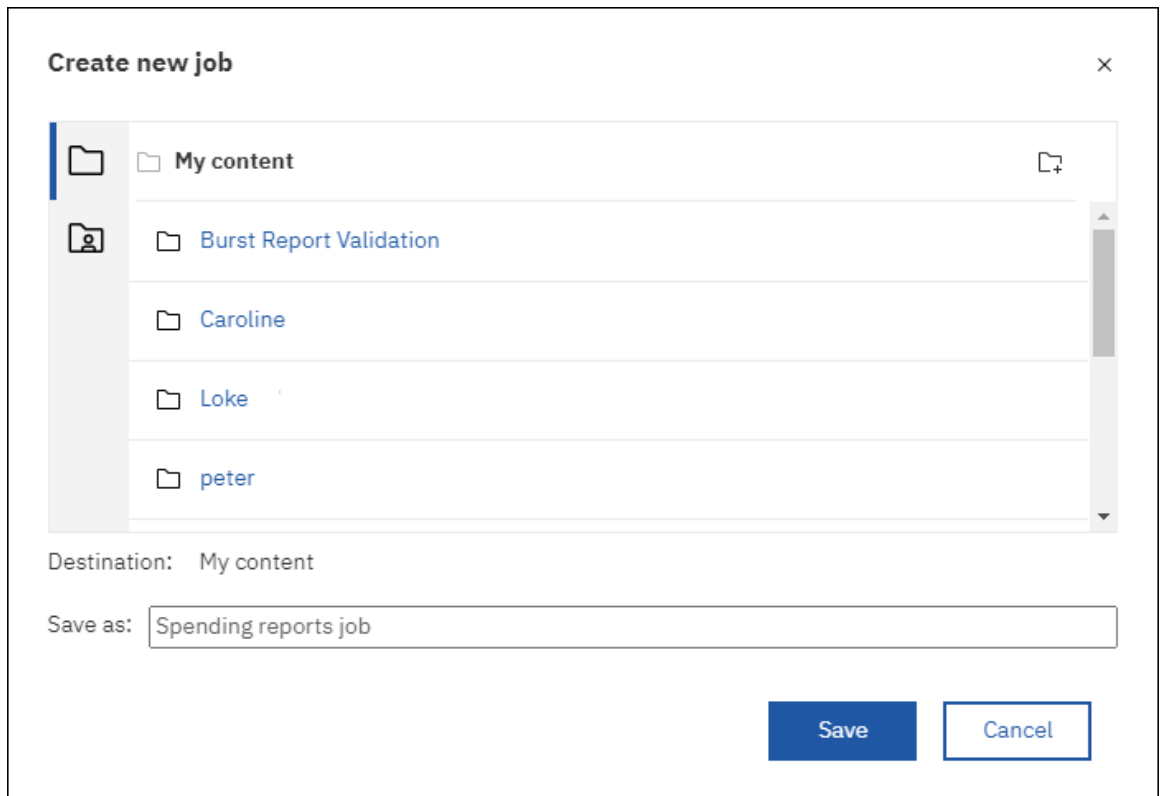 Create new job
My content
Burst Report Validation
Caroline
Loke
peter
Destination: My content
Save as: Spending reports job
Save Cancel